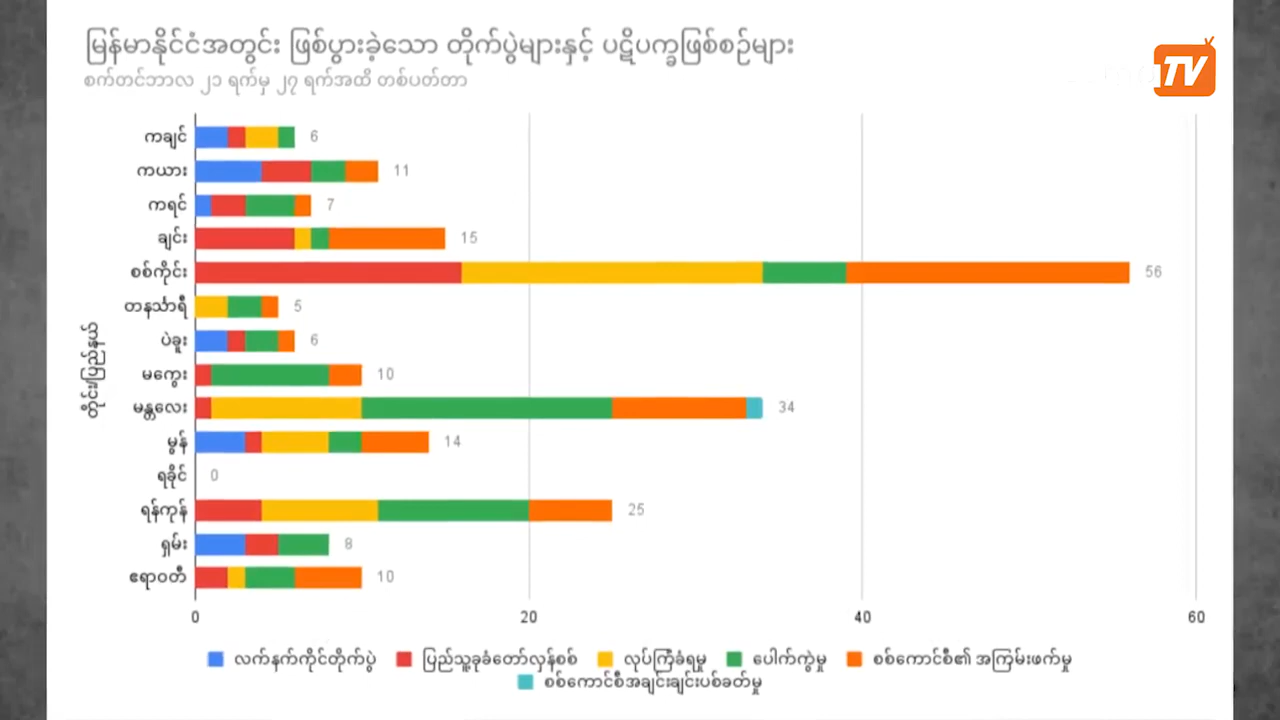 မြန်မာနိုင်ငံအတွင်း ဖြစ်ပွားခဲ့သော တိုက်ပွဲများနှင့် ပဋိပက္ခဖြစ်စဉ်များ
စက်တင်ဘာလ ၂၁ ရက်မှ ၂၇ ရက်အထိ တစ်ပတ်တာ
TV
ကချင် 6
ကယား 11
ကရင် 7
ချင်း 15
စစ်ကိုင်း 56
တနင်္သာရီ 5
ပဲခူး 6
မကွေး 10
မန္တလေး 34
မွန် 14
ရခိုင် 0
ရန်ကုန် 25
ရှမ်း 8
ဧရာဝတီ 10
တိုင်း/ပြည်နယ်
0 20 40 60
လက်နက်ကိုင်တိုက်ပွဲ ပြည်သူ့ခုခံတော်လှန်စစ် လုပ်ကြံခံရမှု ပေါက်ကွဲမှု စစ်ကောင်စီ၏ အကြမ်းဖက်မှု
စစ်ကောင်စီအချင်းချင်းပစ်ခတ်မှု